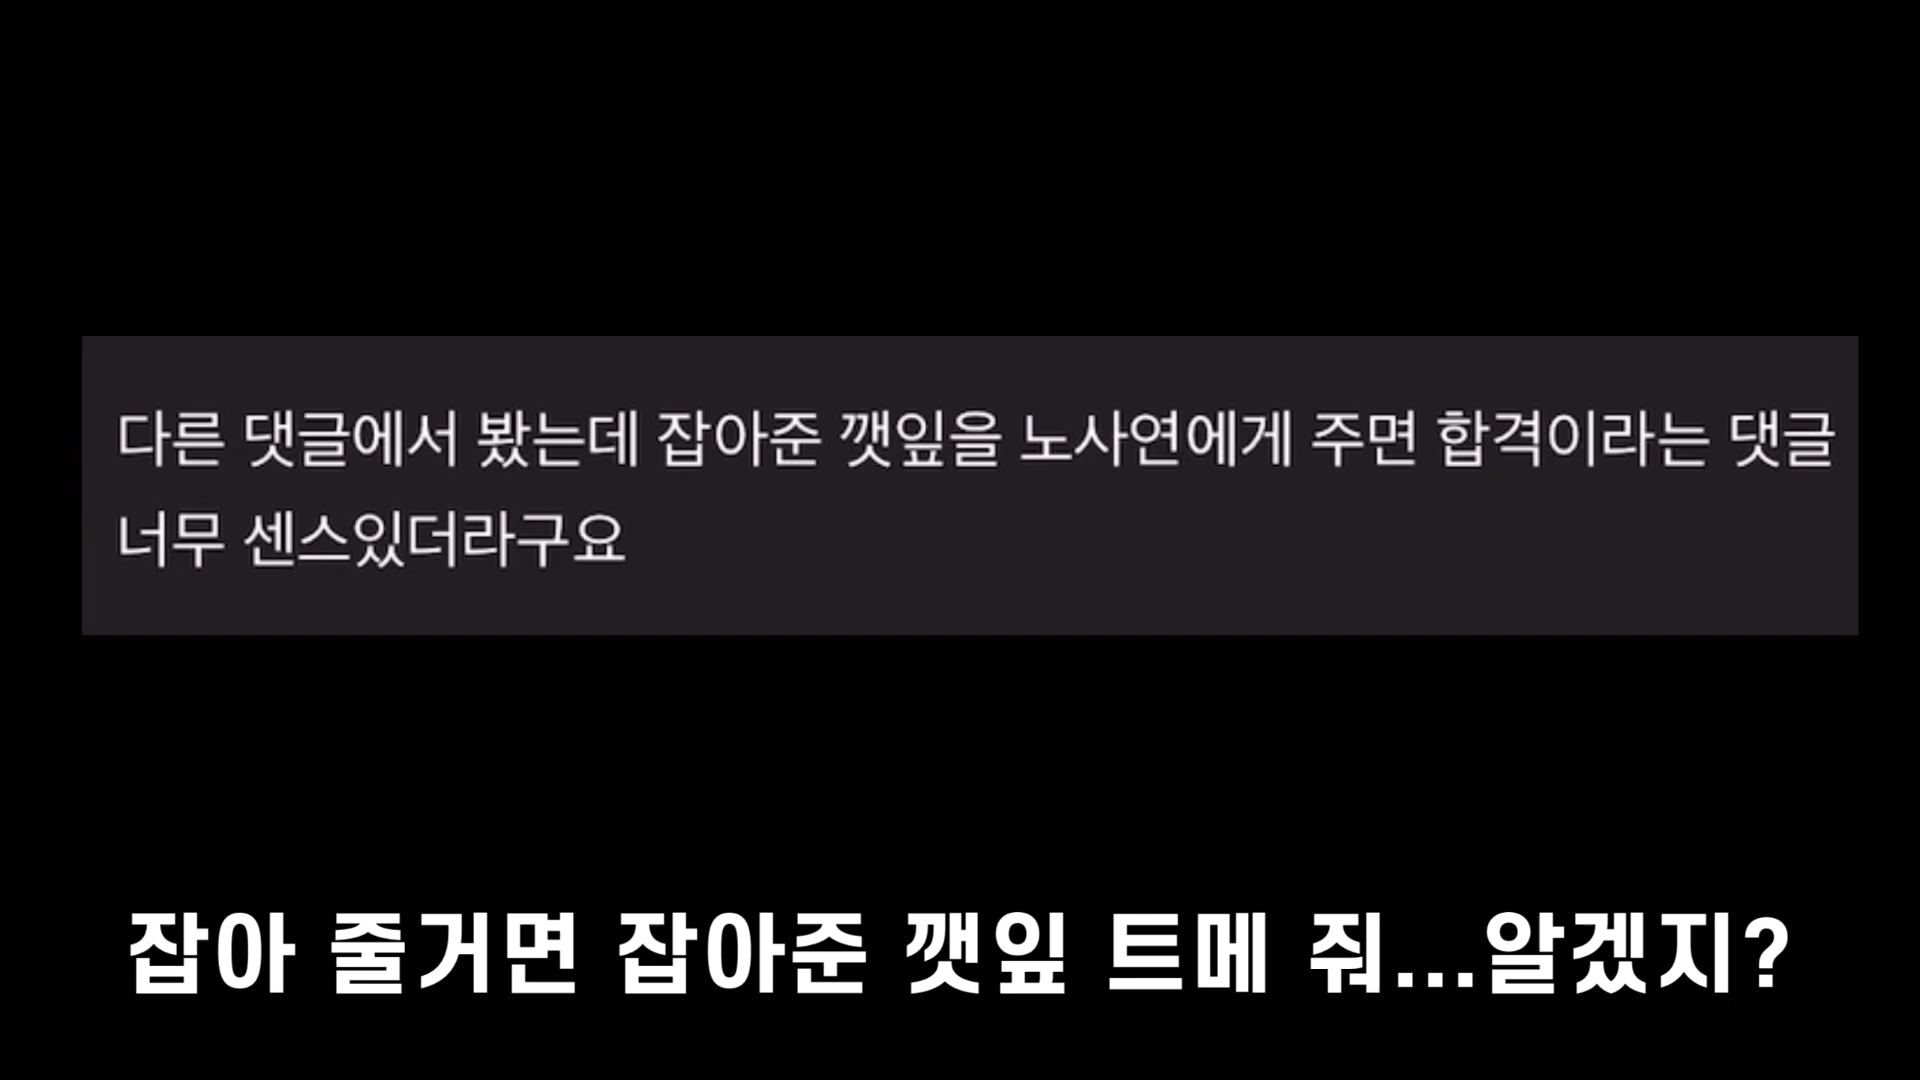 다른 댓글에서 봤는데 잡아준 깻잎을 노사연에게 주면 합격이라는 댓글
너무 센스있더라구요
잡아 줄거면 잡아준 깻잎 트메 줘...알겠지?